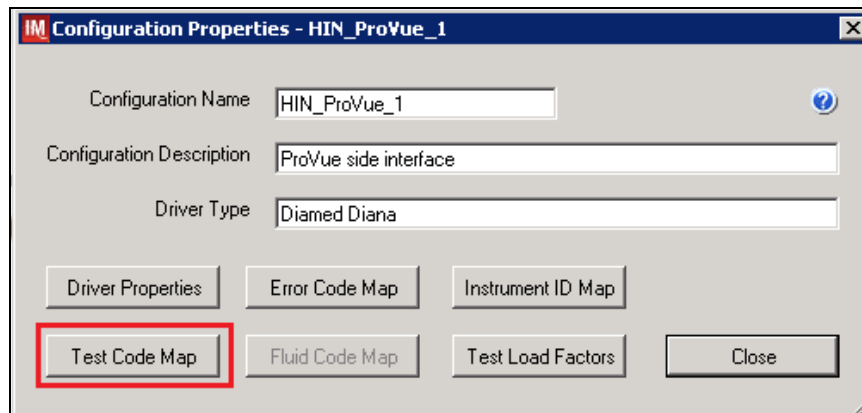 IM Configuration Properties - HIN_ProVue_1
Configuration Name HIN_ProVue_1
Configuration Description ProVue side interface
Driver Type Diamed Diana
Driver Properties Error Code Map Instrument ID Map
Test Code Map Fluid Code Map Test Load Factors Close